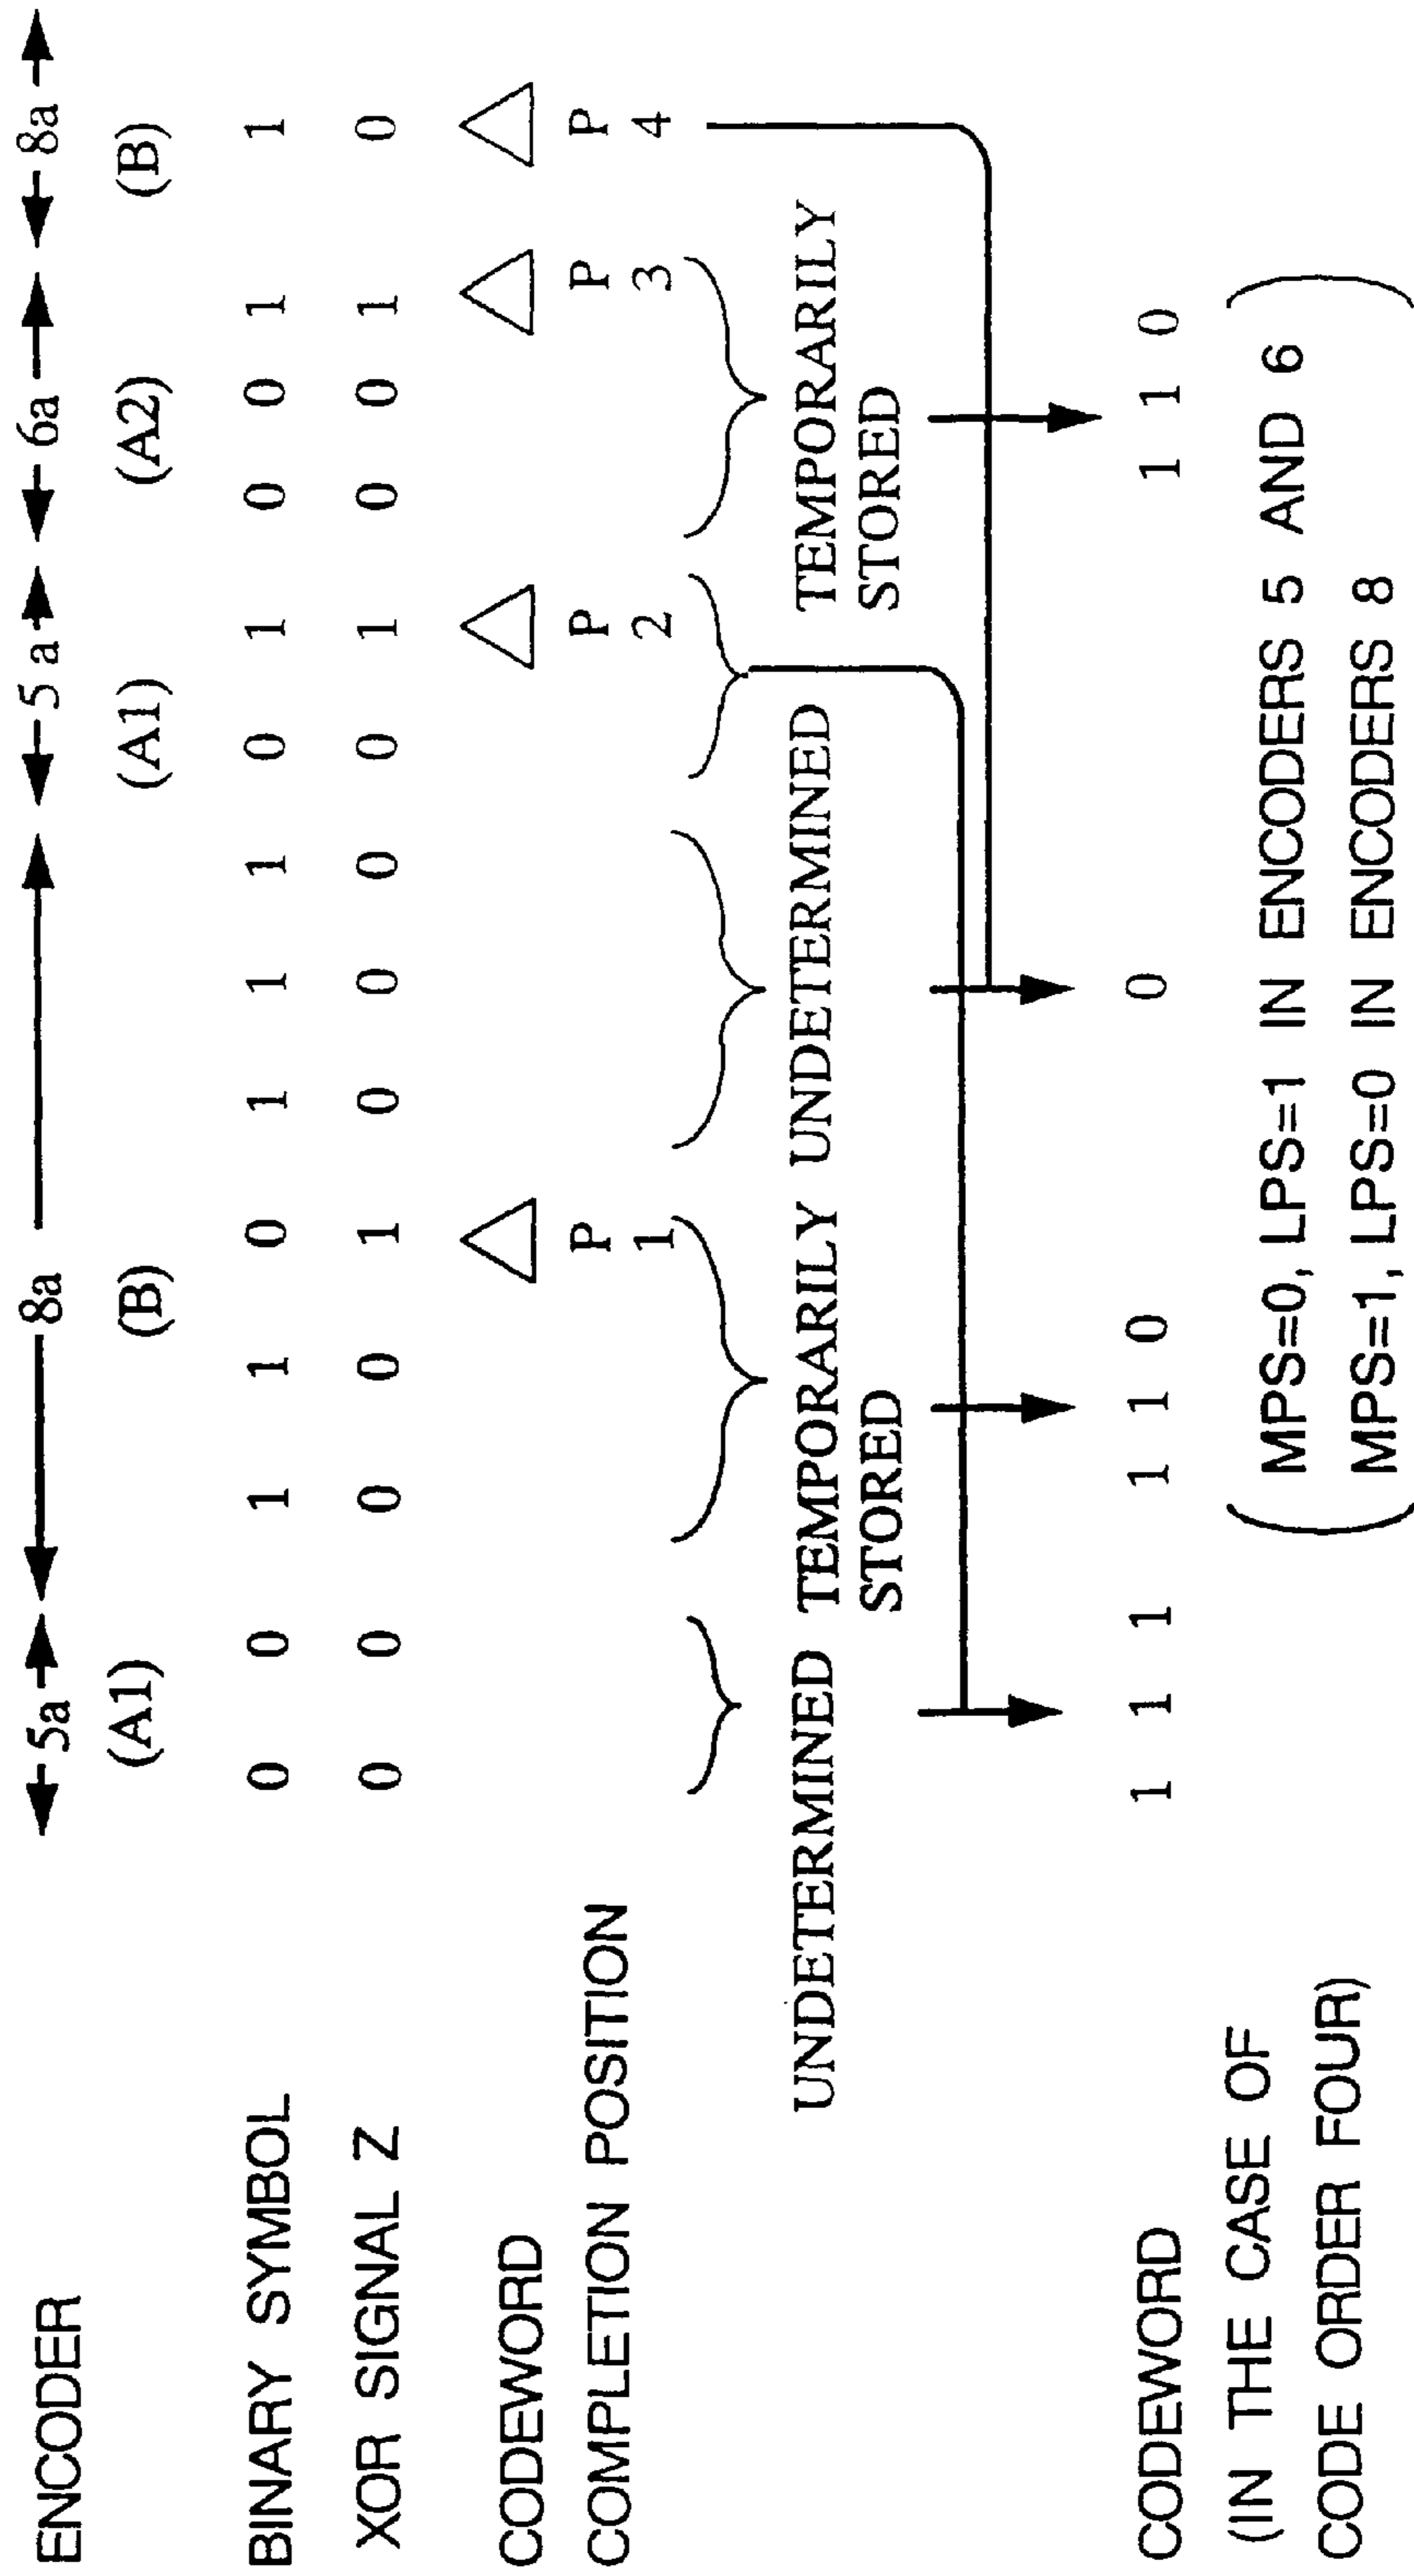 ENCODER 5a 8a 5 a 6a 8a
(A1) (B) (A1) (A2) (B)
BINARY SYMBOL 0 0 1 1 0 1 1 1 0 1 0 0 1 1
XOR SIGNAL Z 0 0 0 0 1 0 0 0 0 1 0 0 1 0
CODEWORD
COMPLETION POSITION P P P P
1 2 3 4
UNDETERMINED TEMPORARILY UNDETERMINED TEMPORARILY
STORED STORED
CODEWORD 1 1 1 1 1 0 0 1 1 0
(IN THE CASE OF
CODE ORDER FOUR)
(MPS=0, LPS=1 IN ENCODERS 5 AND 6
MPS=1, LPS=0 IN ENCODERS 8)